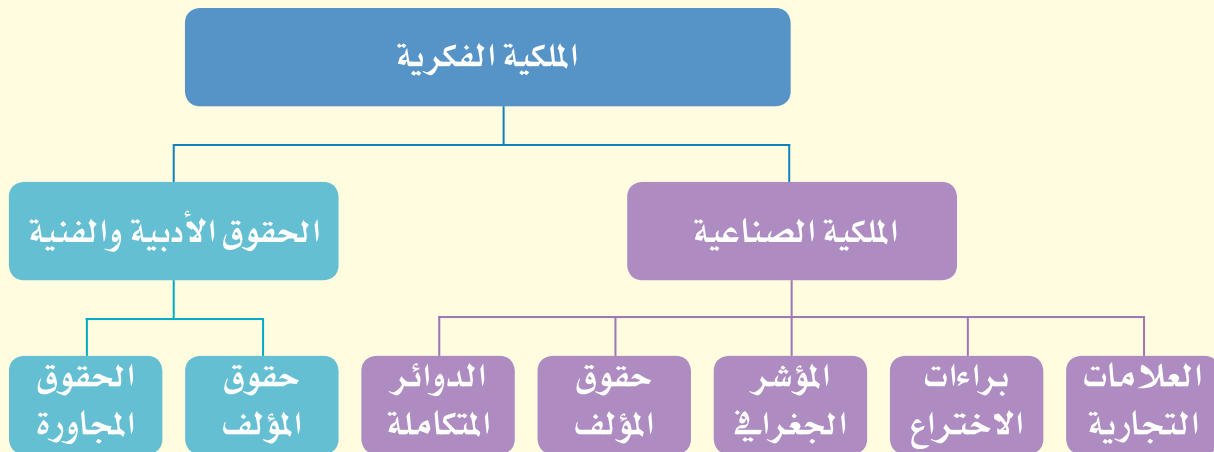 الملكية الفكرية
الملكية الصناعية
الحقوق الأدبية والفنية
العلامات
التجارية
براءات
الاختراع
المؤشر
الجغرافي
حقوق
المؤلف
الدوائر
المتكاملة
حقوق
المؤلف
الحقوق
المجاورة